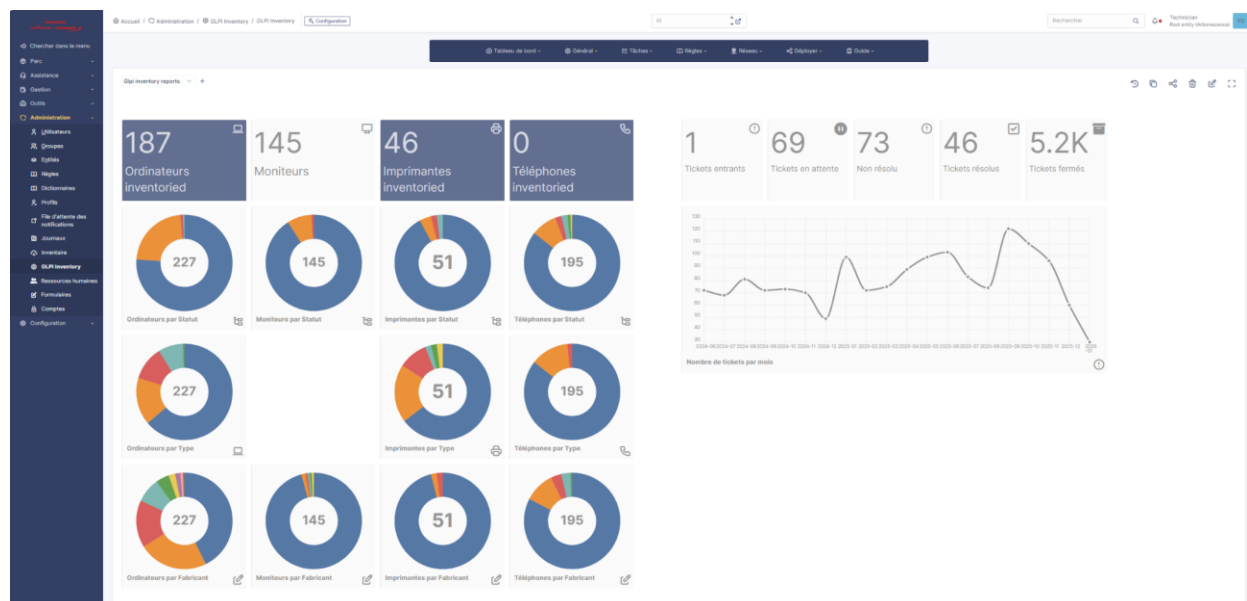 Accueil / Administration / GLPI Inventory / GLPI Inventory Configuration
Rechercher
Technicien
Root entity (Arborescence)
Chercher dans le menu
Parc
Assistance
Gestion
Outils
Administration
Utilisateurs
Groupes
Entités
Règles
Dictionnaires
Profils
File d'attente des
notifications
Journaux
Inventaire
GLPI Inventory
Ressources humaines
Formulaires
Comptes
Configuration
Tableau de bord Général Tâches Règles Réseau Déployer Guide
Glpi inventory reports
187
Ordinateurs
inventoried
145
Moniteurs
46
Imprimantes
inventoried
0
Téléphones
inventoried
1
Tickets entrants
69
Tickets en attente
73
Non résolu
46
Tickets résolus
5.2K
Tickets fermés
227
Ordinateurs par Statut
145
Moniteurs par Statut
51
Imprimantes par Statut
195
Téléphones par Statut
130
120
110
100
90
80
70
60
50
40
30
Nombre de tickets par mois
227
Ordinateurs par Type
51
Imprimantes par Type
195
Téléphones par Type
227
Ordinateurs par Fabricant
145
Moniteurs par Fabricant
51
Imprimantes par Fabricant
195
Téléphones par Fabricant